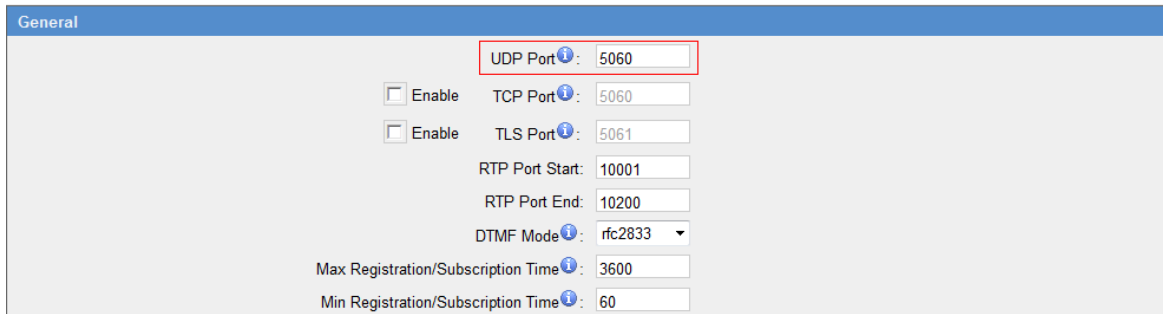 General
UDP Port : 5060
Enable TCP Port : 5060
Enable TLS Port : 5061
RTP Port Start: 10001
RTP Port End: 10200
DTMF Mode : rfc2833
Max Registration/Subscription Time : 3600
Min Registration/Subscription Time : 60